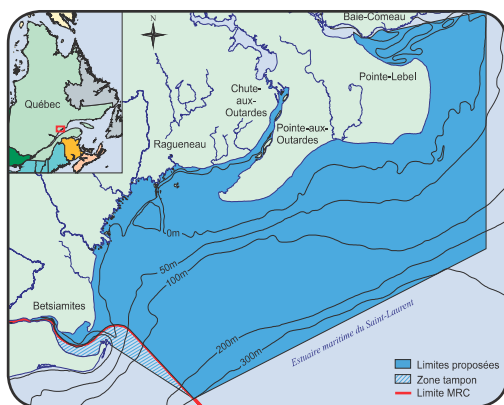 Baie-Comeau
N
Québec
Pointe-Lebel
Chute-
aux-
Outardes
Pointe-aux-
Outardes
Ragueneau
0m
50m
100m
Betsiamites
200m
300m
Estuaire maritime du Saint-Laurent
Limites proposées
Zone tampon
Limite MRC